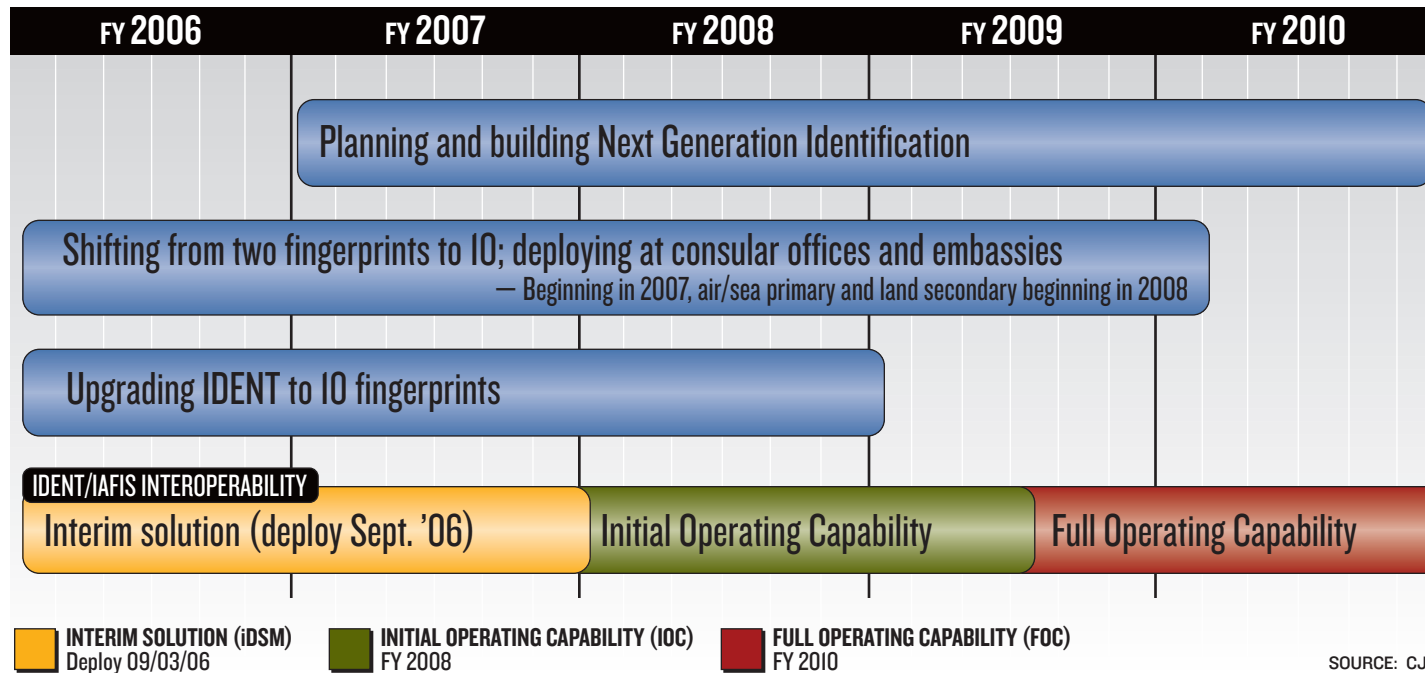 FY 2006 FY 2007 FY 2008 FY 2009 FY 2010
Planning and building Next Generation Identification
Shifting from two fingerprints to 10; deploying at consular offices and embassies
— Beginning in 2007, air/sea primary and land secondary beginning in 2008
Upgrading IDENT to 10 fingerprints
IDENT/IAFIS INTEROPERABILITY
Interim solution (deploy Sept. ’06) Initial Operating Capability Full Operating Capability
INTERIM SOLUTION (iDSM)
Deploy 09/03/06
INITIAL OPERATING CAPABILITY (IOC)
FY 2008
FULL OPERATING CAPABILITY (FOC)
FY 2010
SOURCE: CJ